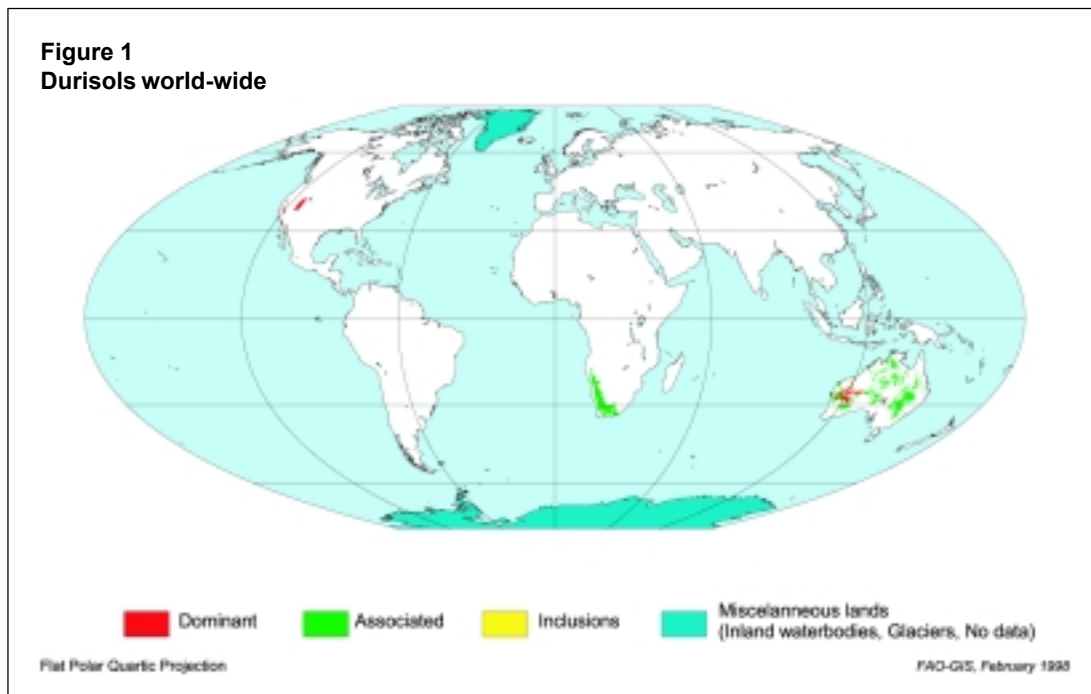 Figure 1
Durisols world-wide
Dominant
Associated
Inclusions
Miscelanneous lands
(Inland waterbodies, Glaciers, No data)
Flat Polar Quartic Projection
FAO-GIS, February 1998